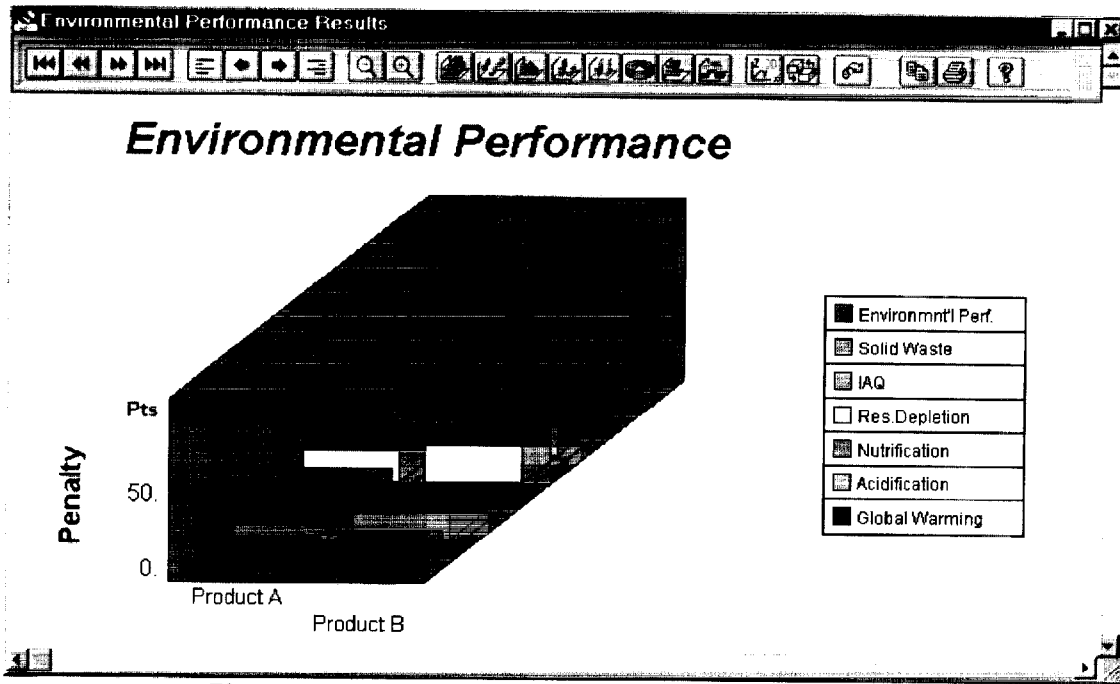 Environmental Performance Results
Environmental Performance
Pts
Penalty
50.
0.
Product A
Product B
Environmnt'l Perf.
Solid Waste
IAQ
Res.Depletion
Nutrification
Acidification
Global Warming